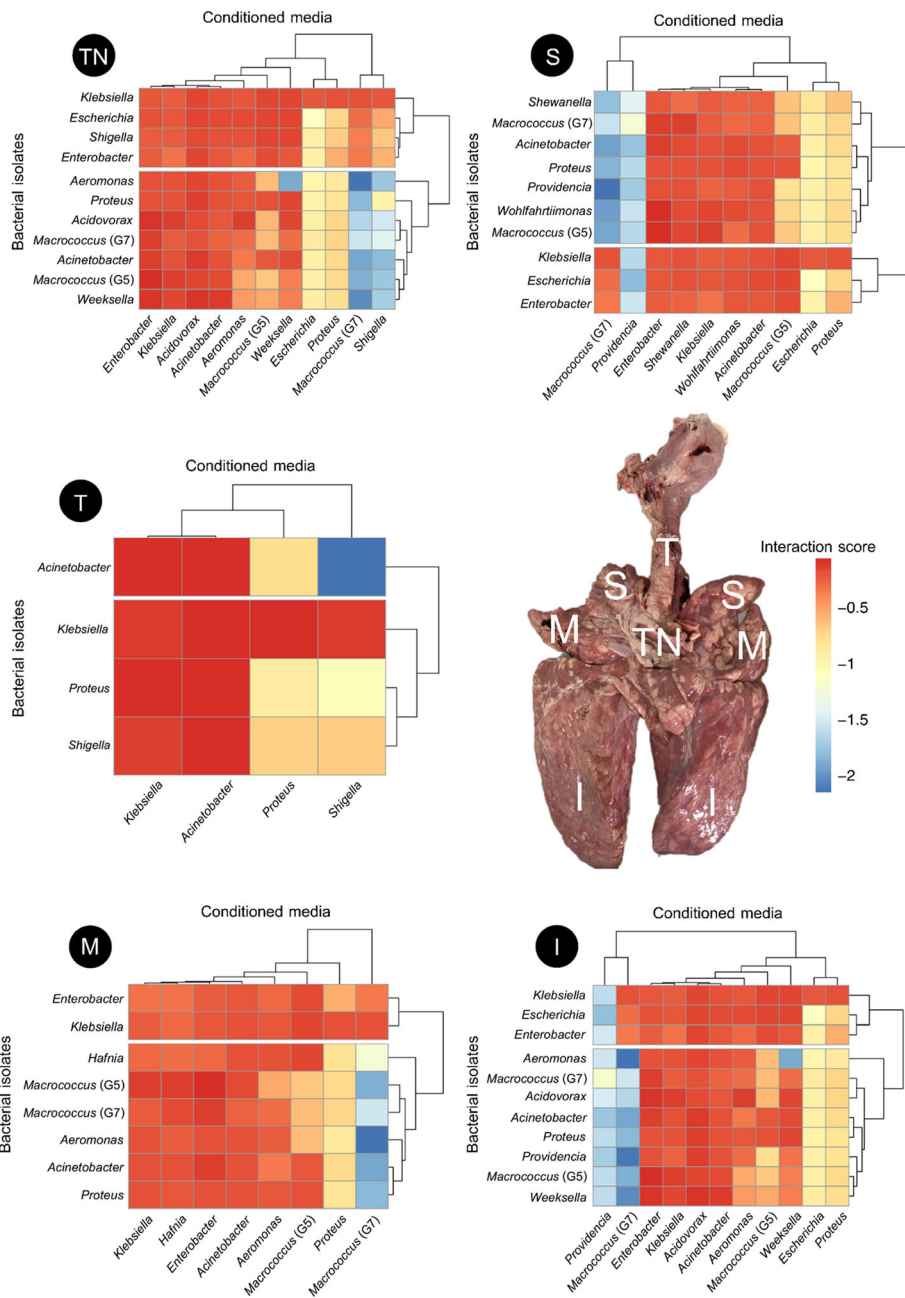 Conditioned media
TN
Bacterial isolates
Klebsiella
Escherichia
Shigella
Enterobacter
Aeromonas
Proteus
Acidovorax
Macrococcus (G7)
Acinetobacter
Macrococcus (G5)
Weeksella
Enterobacter
Klebsiella
Acidovorax
Acinetobacter
Aeromonas
Macrococcus (G5)
Weeksella
Escherichia
Proteus
Macrococcus (G7)
Shigella
Conditioned media
S
Bacterial isolates
Shewanella
Macrococcus (G7)
Acinetobacter
Proteus
Providencia
Wohlfahrtiimonas
Macrococcus (G5)
Klebsiella
Escherichia
Enterobacter
Macrococcus (G7)
Providencia
Enterobacter
Shewanella
Klebsiella
Wohlfahrtiimonas
Acinetobacter
Macrococcus (G5)
Escherichia
Proteus
Conditioned media
T
Bacterial isolates
Acinetobacter
Klebsiella
Proteus
Shigella
Klebsiella
Acinetobacter
Proteus
Shigella
T
S
S
M
TN
M
I
I
Interaction score
−0.5
−1
−1.5
−2
Conditioned media
M
Bacterial isolates
Enterobacter
Klebsiella
Hafnia
Macrococcus (G5)
Macrococcus (G7)
Aeromonas
Acinetobacter
Proteus
Klebsiella
Hafnia
Enterobacter
Acinetobacter
Aeromonas
Macrococcus (G5)
Proteus
Macrococcus (G7)
Conditioned media
I
Bacterial isolates
Klebsiella
Escherichia
Enterobacter
Aeromonas
Macrococcus (G7)
Acidovorax
Acinetobacter
Proteus
Providencia
Macrococcus (G5)
Weeksella
Providencia
Macrococcus (G7)
Enterobacter
Klebsiella
Acidovorax
Acinetobacter
Aeromonas
Macrococcus (G5)
Weeksella
Escherichia
Proteus